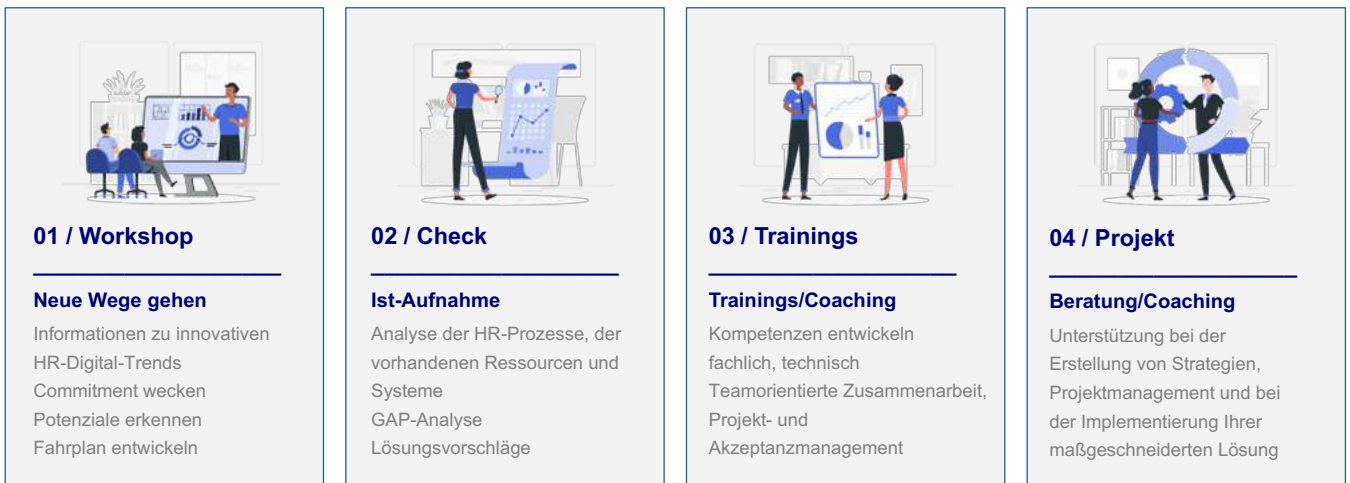 01 / Workshop
Neue Wege gehen
Informationen zu innovativen
HR-Digital-Trends
Commitment wecken
Potenziale erkennen
Fahrplan entwickeln
02 / Check
Ist-Aufnahme
Analyse der HR-Prozesse, der
vorhandenen Ressourcen und
Systeme
GAP-Analyse
Lösungsvorschläge
03 / Trainings
Trainings/Coaching
Kompetenzen entwickeln
fachlich, technisch
Teamorientierte Zusammenarbeit,
Projekt- und
Akzeptanzmanagement
04 / Projekt
Beratung/Coaching
Unterstützung bei der
Erstellung von Strategien,
Projektmanagement und bei
der Implementierung Ihrer
maßgeschneiderten Lösung